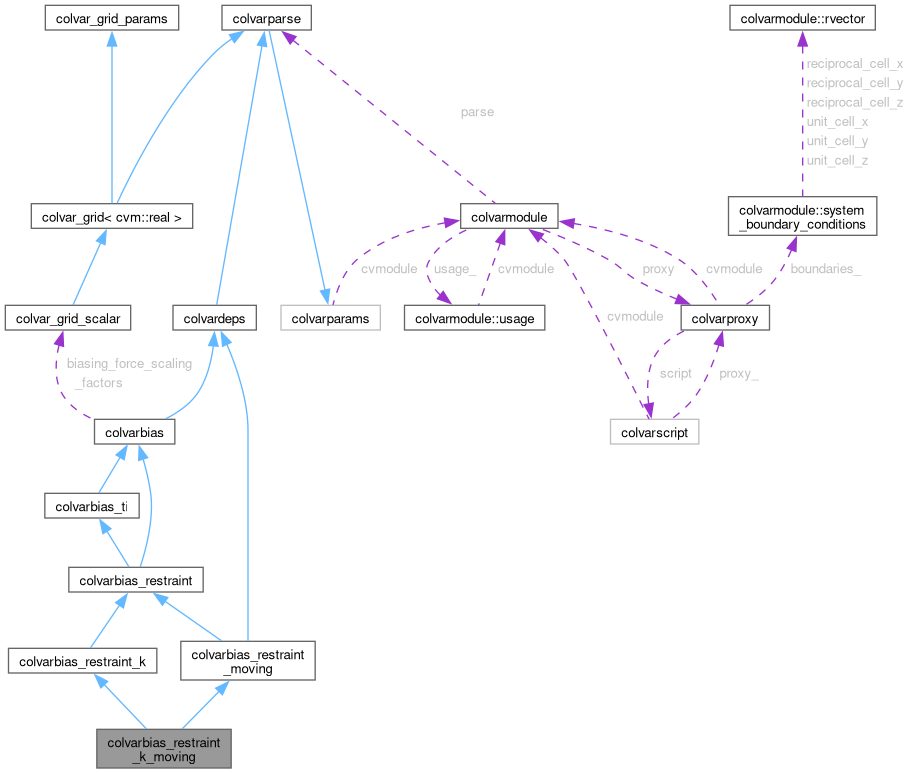 colvar_grid_params
colvarparse
colvarmodule::rvector
reciprocal_cell_x
reciprocal_cell_y
reciprocal_cell_z
unit_cell_x
unit_cell_y
unit_cell_z
parse
colvar_grid< cvm::real >
colvarmodule
colvarmodule::system
_boundary_conditions
cvmodule
usage_
cvmodule
proxy
cvmodule
boundaries_
colvar_grid_scalar
colvardeps
colvarparams
colvarmodule::usage
cvmodule
colvarproxy
biasing_force_scaling
_factors
script
proxy_
colvarbias
colvarscript
colvarbias_ti
colvarbias_restraint
colvarbias_restraint_k
colvarbias_restraint
_moving
colvarbias_restraint
_k_moving